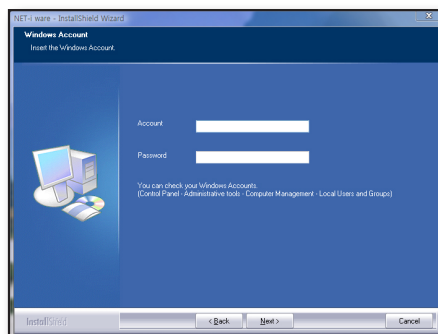 NET-i ware - InstallShield Wizard
Windows Account
Insert the Windows Account.
Account
Password
You can check your Windows Accounts.
(Control Panel - Administrative tools - Computer Management - Local Users and Groups)
InstallShield
< Back
Next >
Cancel